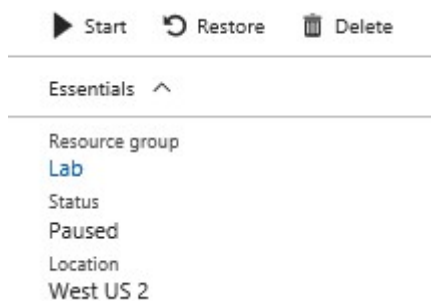 Start Restore Delete
Essentials
Resource group
Lab
Status
Paused
Location
West US 2